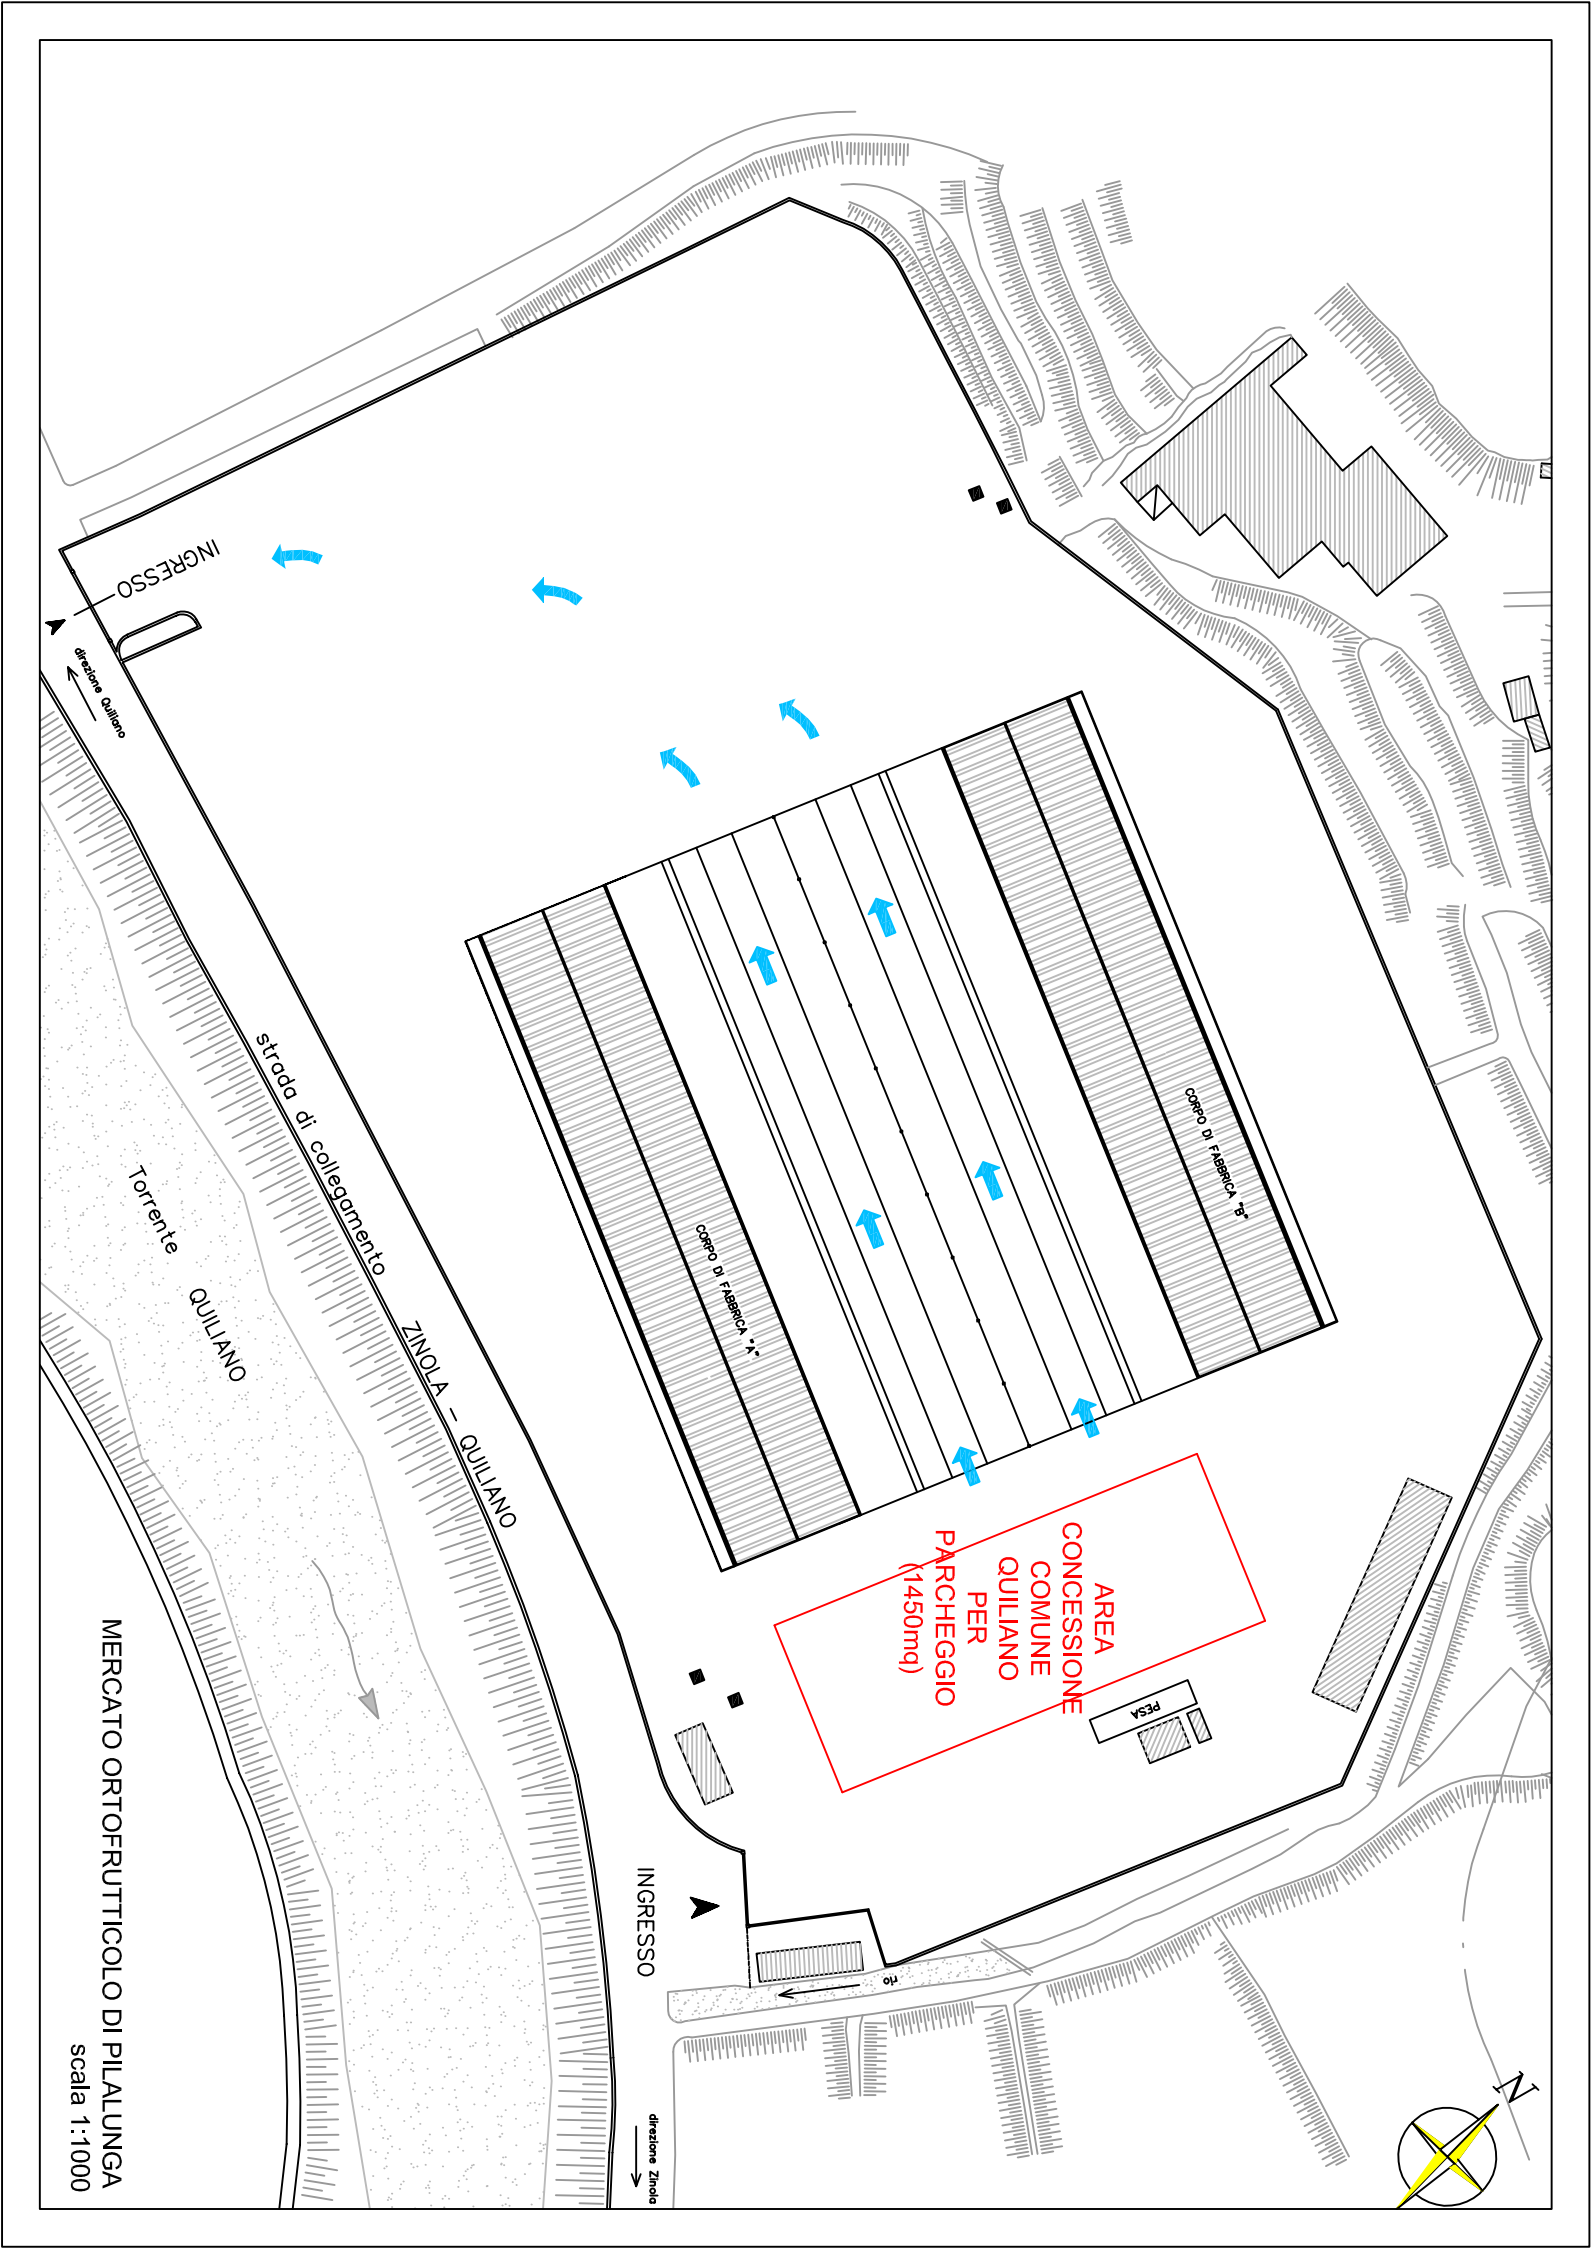 N
INGRESSO
direzione Quiliano
strada di collegamento ZINOLA - QUILIANO
Torrente QUILIANO
CORPO DI FABBRICA "A"
CORPO DI FABBRICA "B"
AREA
CONCESSIONE
COMUNE
QUILIANO
PER
PARCHEGGIO
(1450mq)
PESA
INGRESSO
rio
direzione Zinola
MERCATO ORTOFRUTTICOLO DI PILALUNGA
scala 1:1000